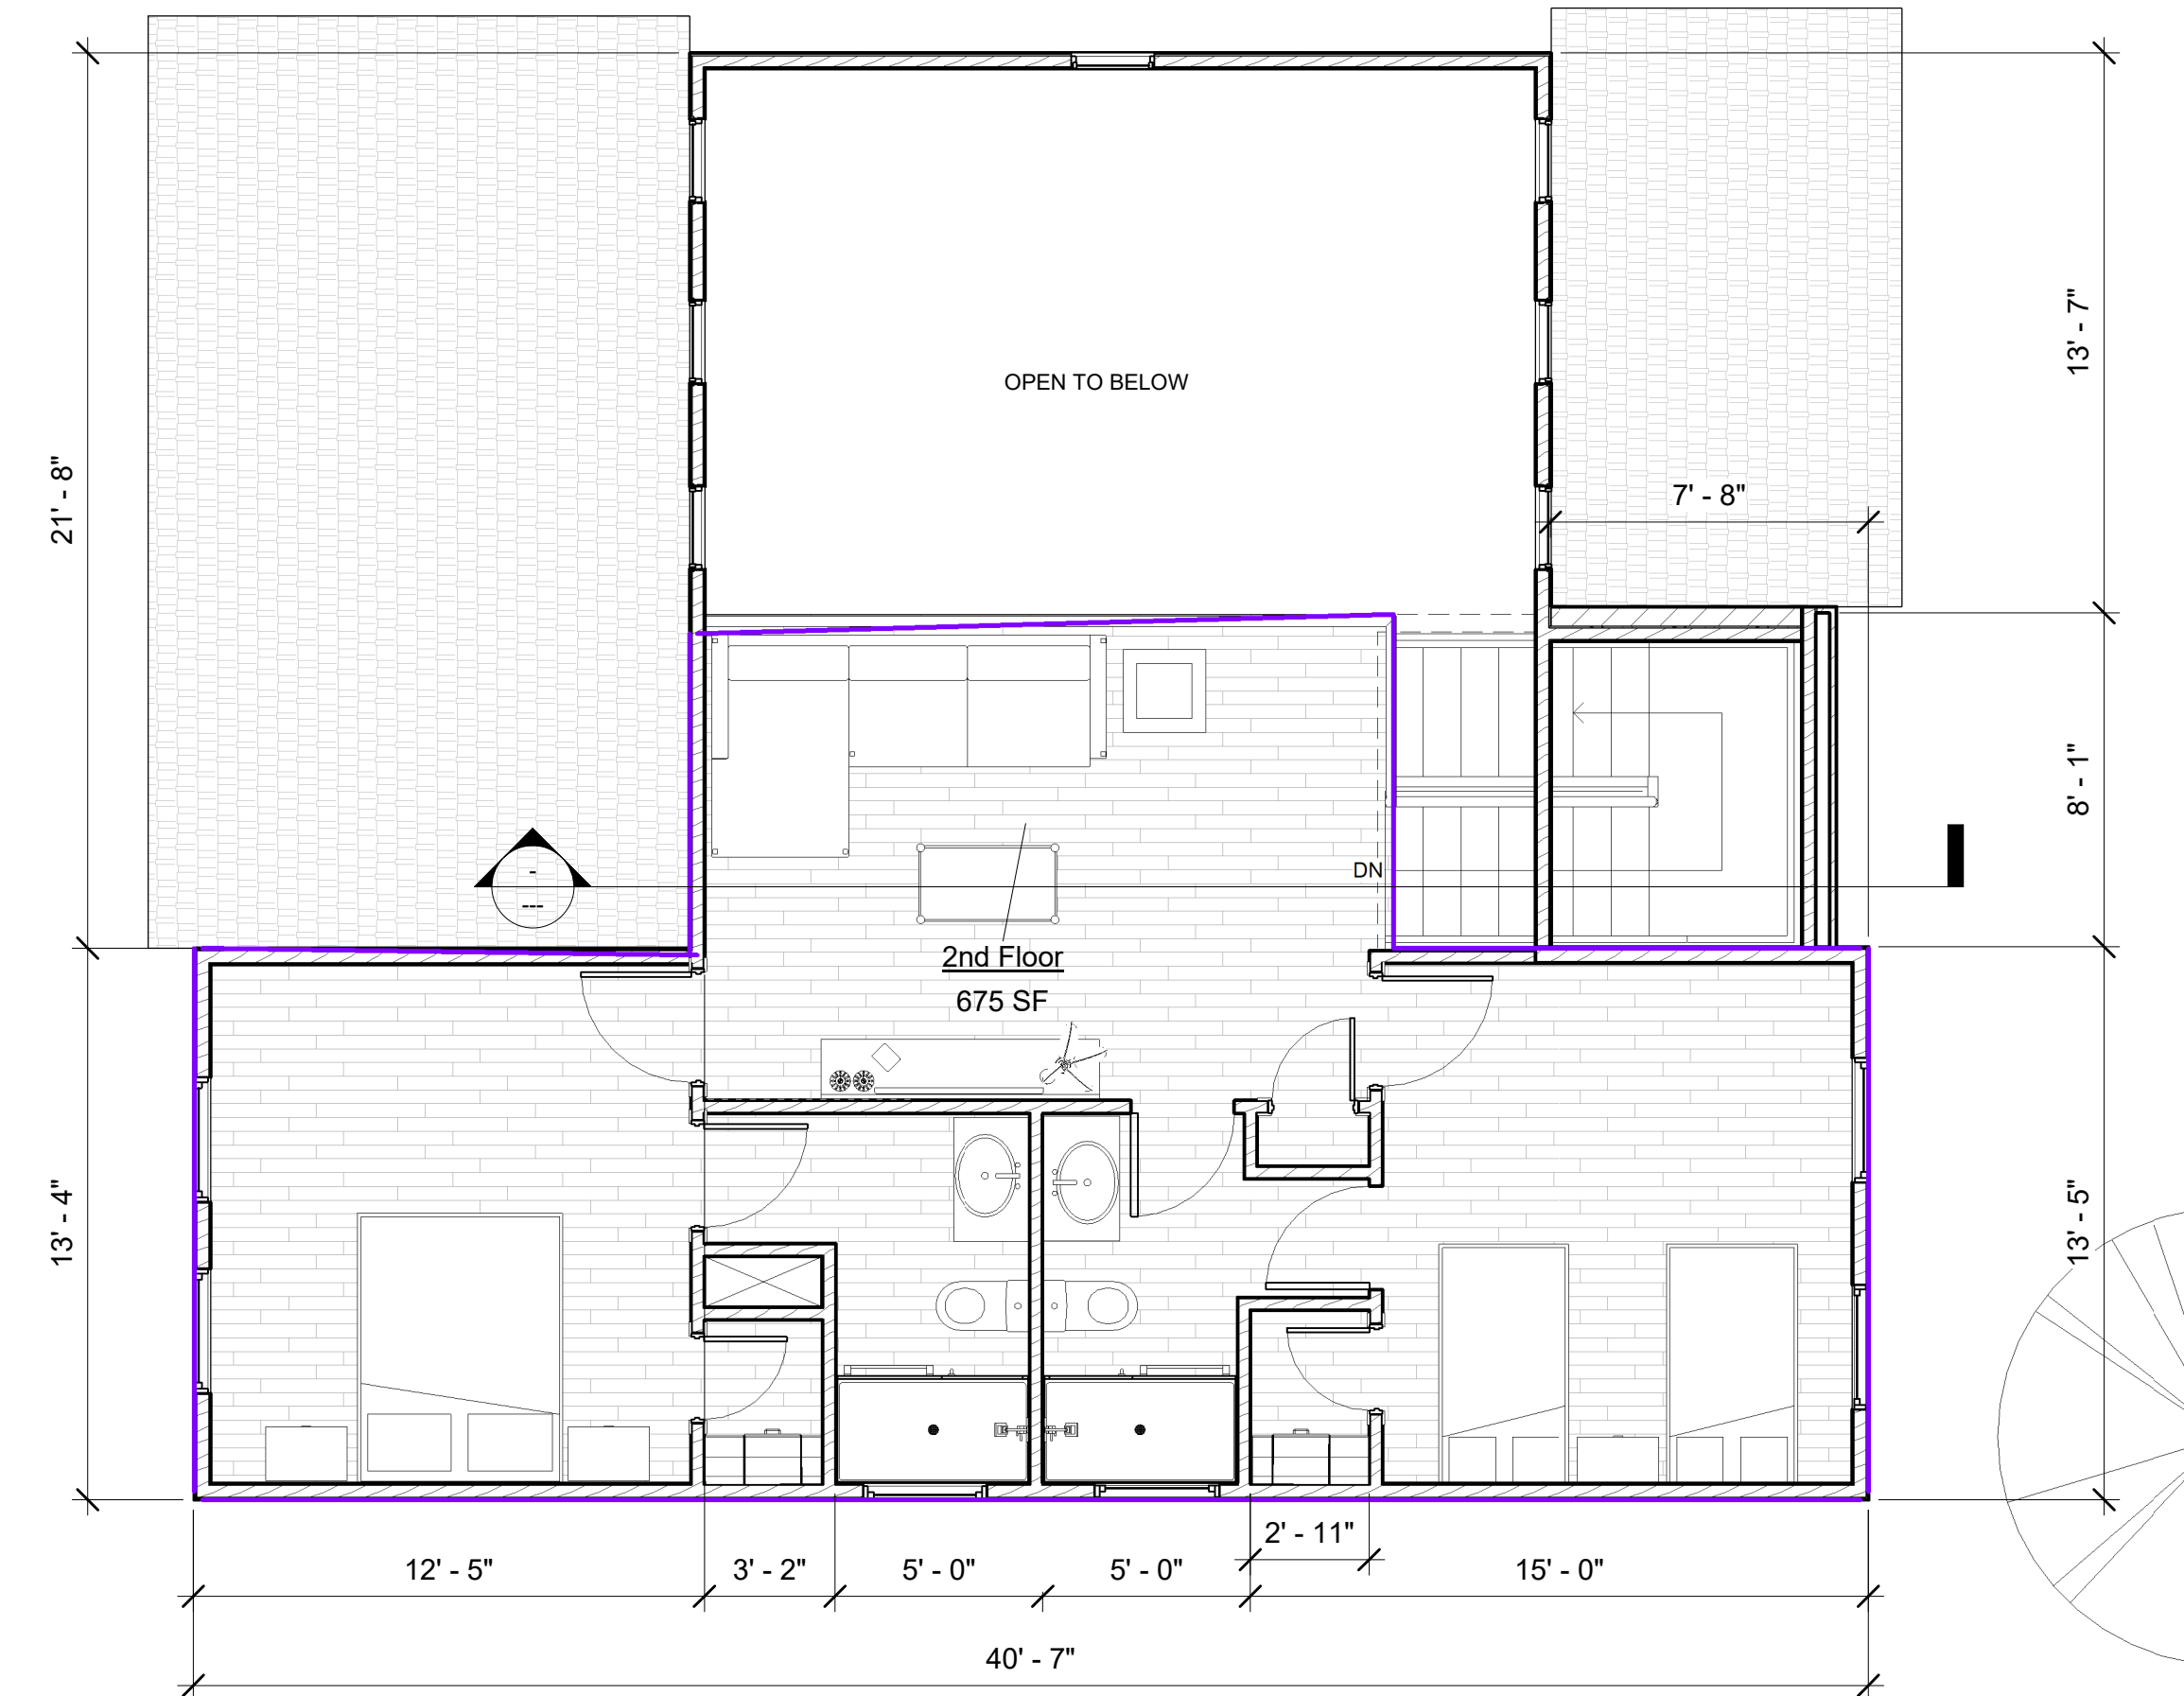 13' - 7"
OPEN TO BELOW
21' - 8"
7' - 8"
8' - 1"
DN
-
---
2nd Floor
675 SF
13' - 4"
13' - 5"
2' - 11"
12' - 5"
3' - 2"
5' - 0"
5' - 0"
15' - 0"
40' - 7"